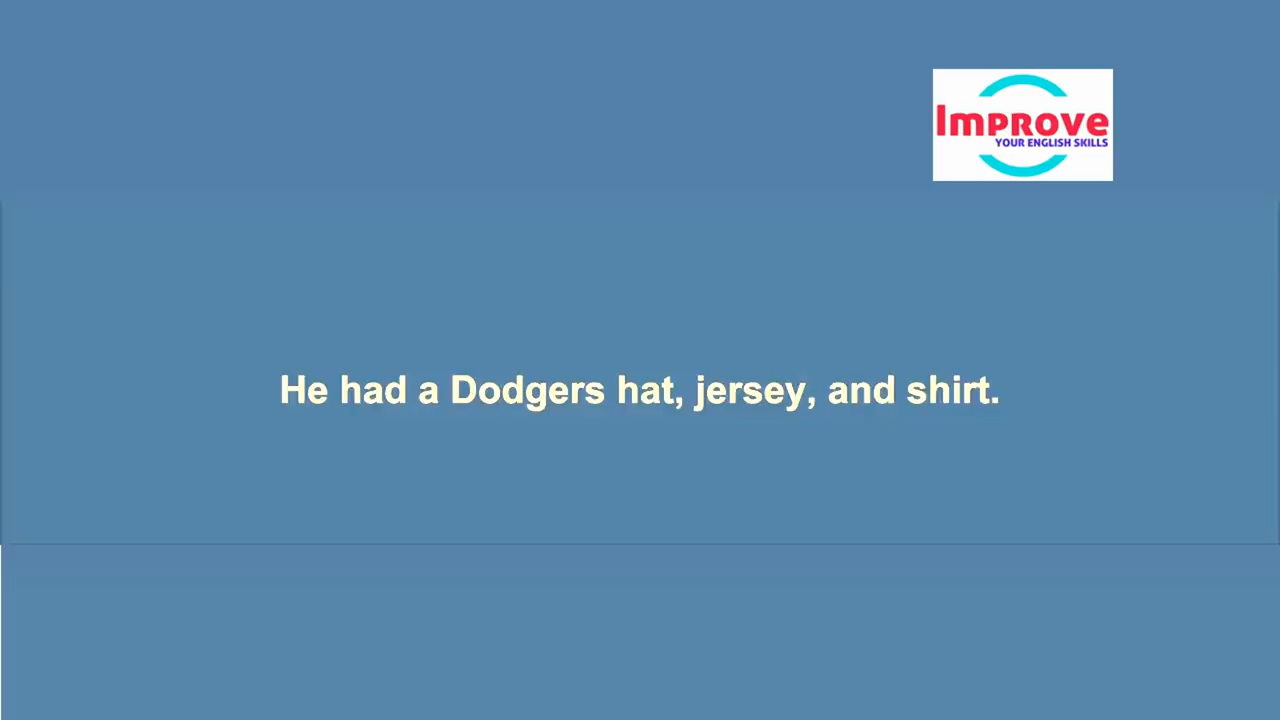 Improve
YOUR ENGLISH SKILLS
He had a Dodgers hat, jersey, and shirt.